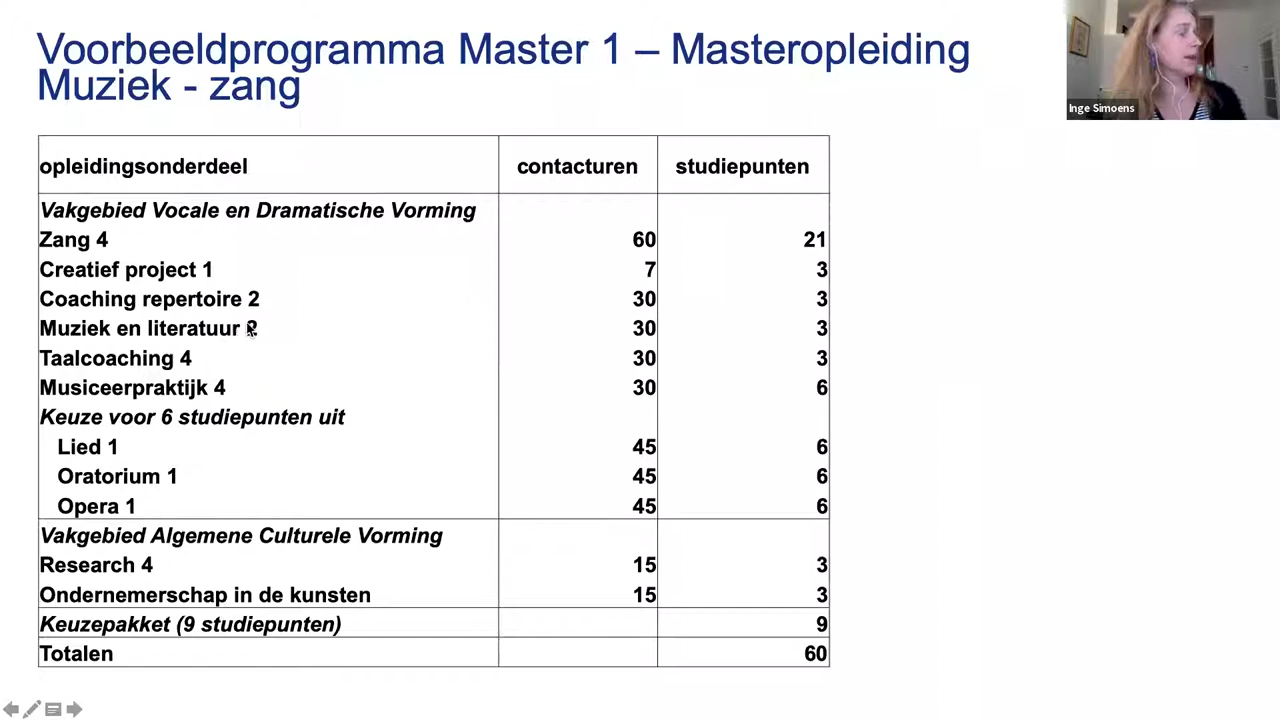 Voorbeeldprogramma Master 1 – Masteropleiding
Muziek - zang
Inge Simoens
opleidingsonderdeel contacturen studiepunten
Vakgebied Vocale en Dramatische Vorming
Zang 4 60 21
Creatief project 1 7 3
Coaching repertoire 2 30 3
Muziek en literatuur 2 30 3
Taalcoaching 4 30 3
Musiceerpraktijk 4 30 6
Keuze voor 6 studiepunten uit
Lied 1 45 6
Oratorium 1 45 6
Opera 1 45 6
Vakgebied Algemene Culturele Vorming
Research 4 15 3
Ondernemerschap in de kunsten 15 3
Keuzepakket (9 studiepunten) 9
Totalen 60